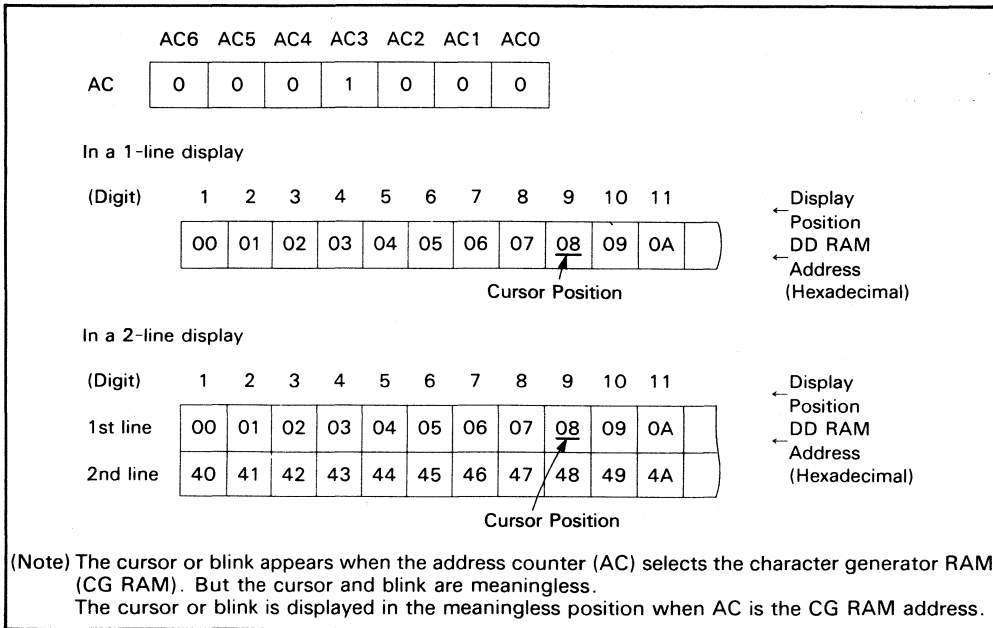 AC6 AC5 AC4 AC3 AC2 AC1 AC0
AC 0 0 0 1 0 0 0
In a 1-line display
(Digit) 1 2 3 4 5 6 7 8 9 10 11 ← Display
Position
00 01 02 03 04 05 06 07 08 09 0A DD RAM
← Address
(Hexadecimal)
Cursor Position
In a 2-line display
(Digit) 1 2 3 4 5 6 7 8 9 10 11 ← Display
Position
1st line 00 01 02 03 04 05 06 07 08 09 0A DD RAM
← Address
2nd line 40 41 42 43 44 45 46 47 48 49 4A (Hexadecimal)
Cursor Position
(Note) The cursor or blink appears when the address counter (AC) selects the character generator RAM
(CG RAM). But the cursor and blink are meaningless.
The cursor or blink is displayed in the meaningless position when AC is the CG RAM address.